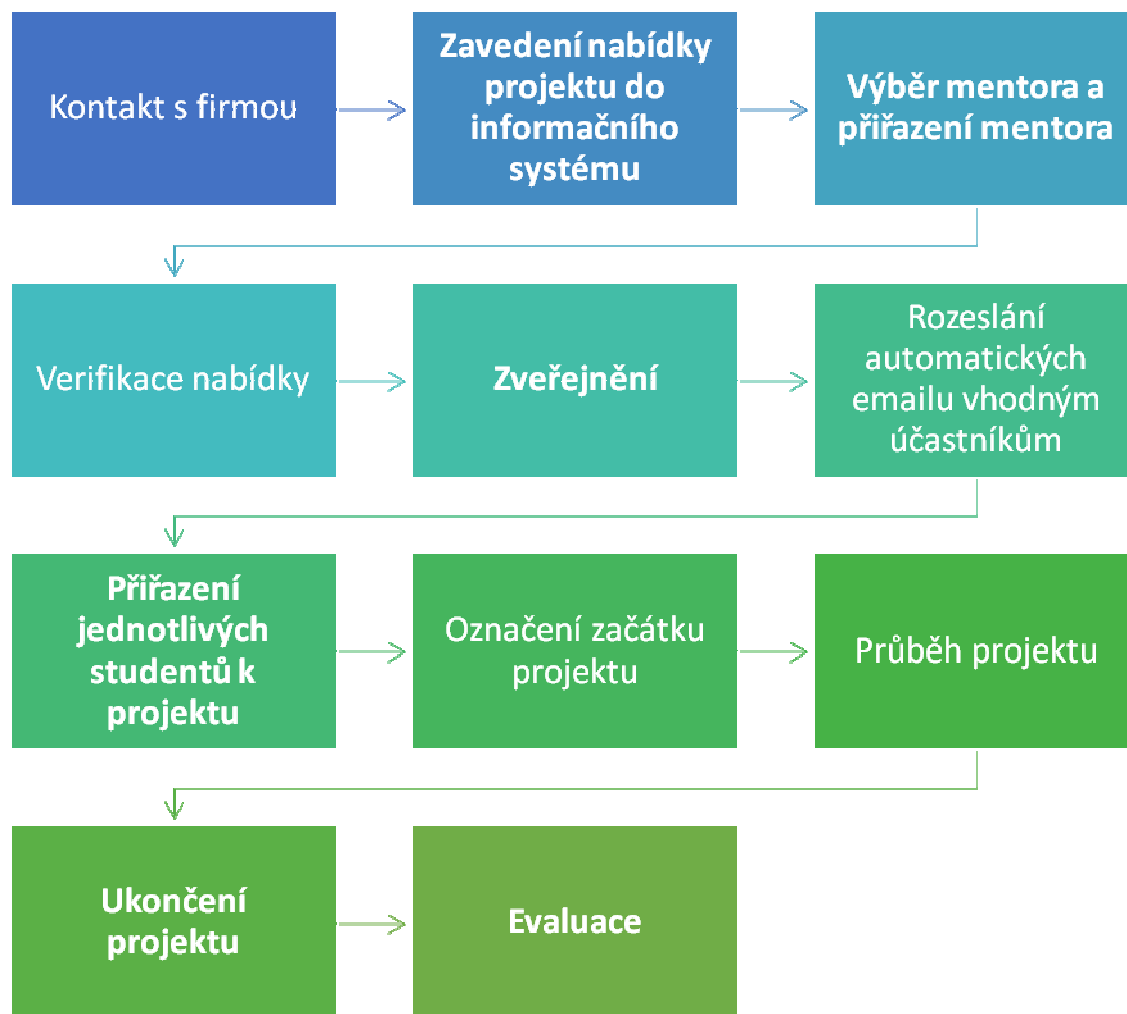 Kontakt s firmou
Zavedení nabídky
projektu do
informačního
systému
Výběr mentora a
přiřazení mentora
Verifikace nabídky
Zveřejnění
Rozeslání
automatických
emailu vhodným
účastníkům
Přiřazení
jednotlivých
studentů k
projektu
Označení začátku
projektu
Průběh projektu
Ukončení
projektu
Evaluace